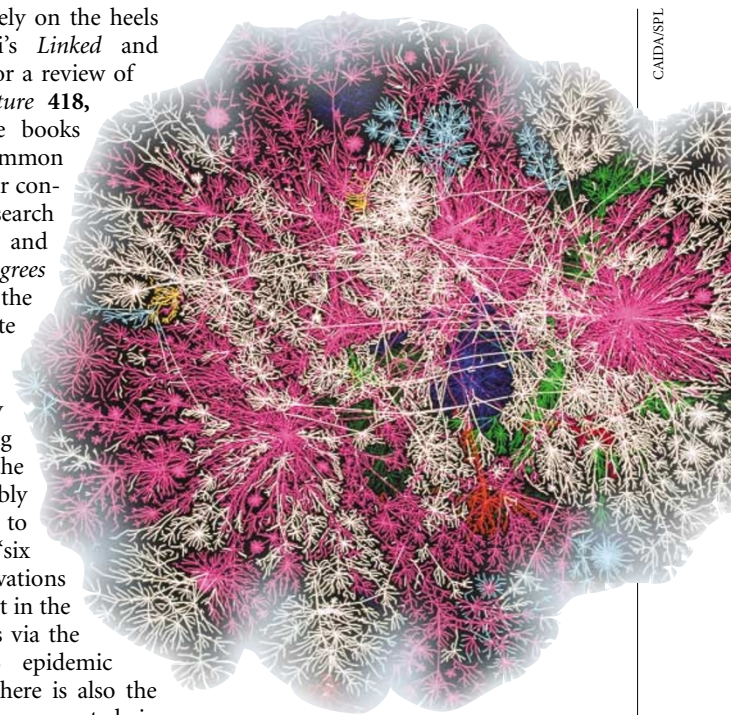 ely on the heels
i's Linked and
or a review of
ture 418,
e books
mmon
r con-
search
and
grees
the
te
g
he
bly
to
six
vations
t in the
s via the
epidemic
here is also the
CAIDA/SPL